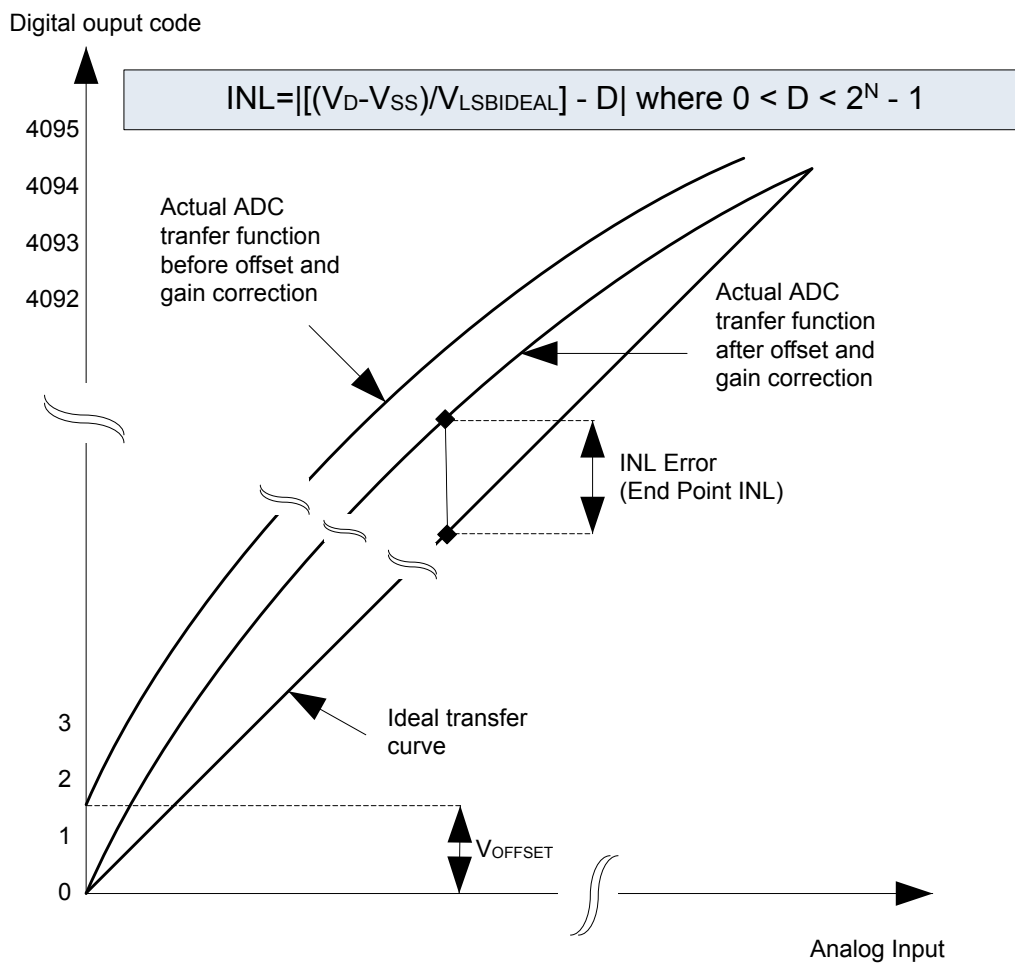 Digital ouput code
INL=|[(VD-VSS)/VLSBIDEAL] - D| where 0 < D < 2^N - 1
4095
4094
4093
4092
Actual ADC
tranfer function
before offset and
gain correction
Actual ADC
tranfer function
after offset and
gain correction
INL Error
(End Point INL)
Ideal transfer
curve
3
2
1
0
VOFFSET
Analog Input